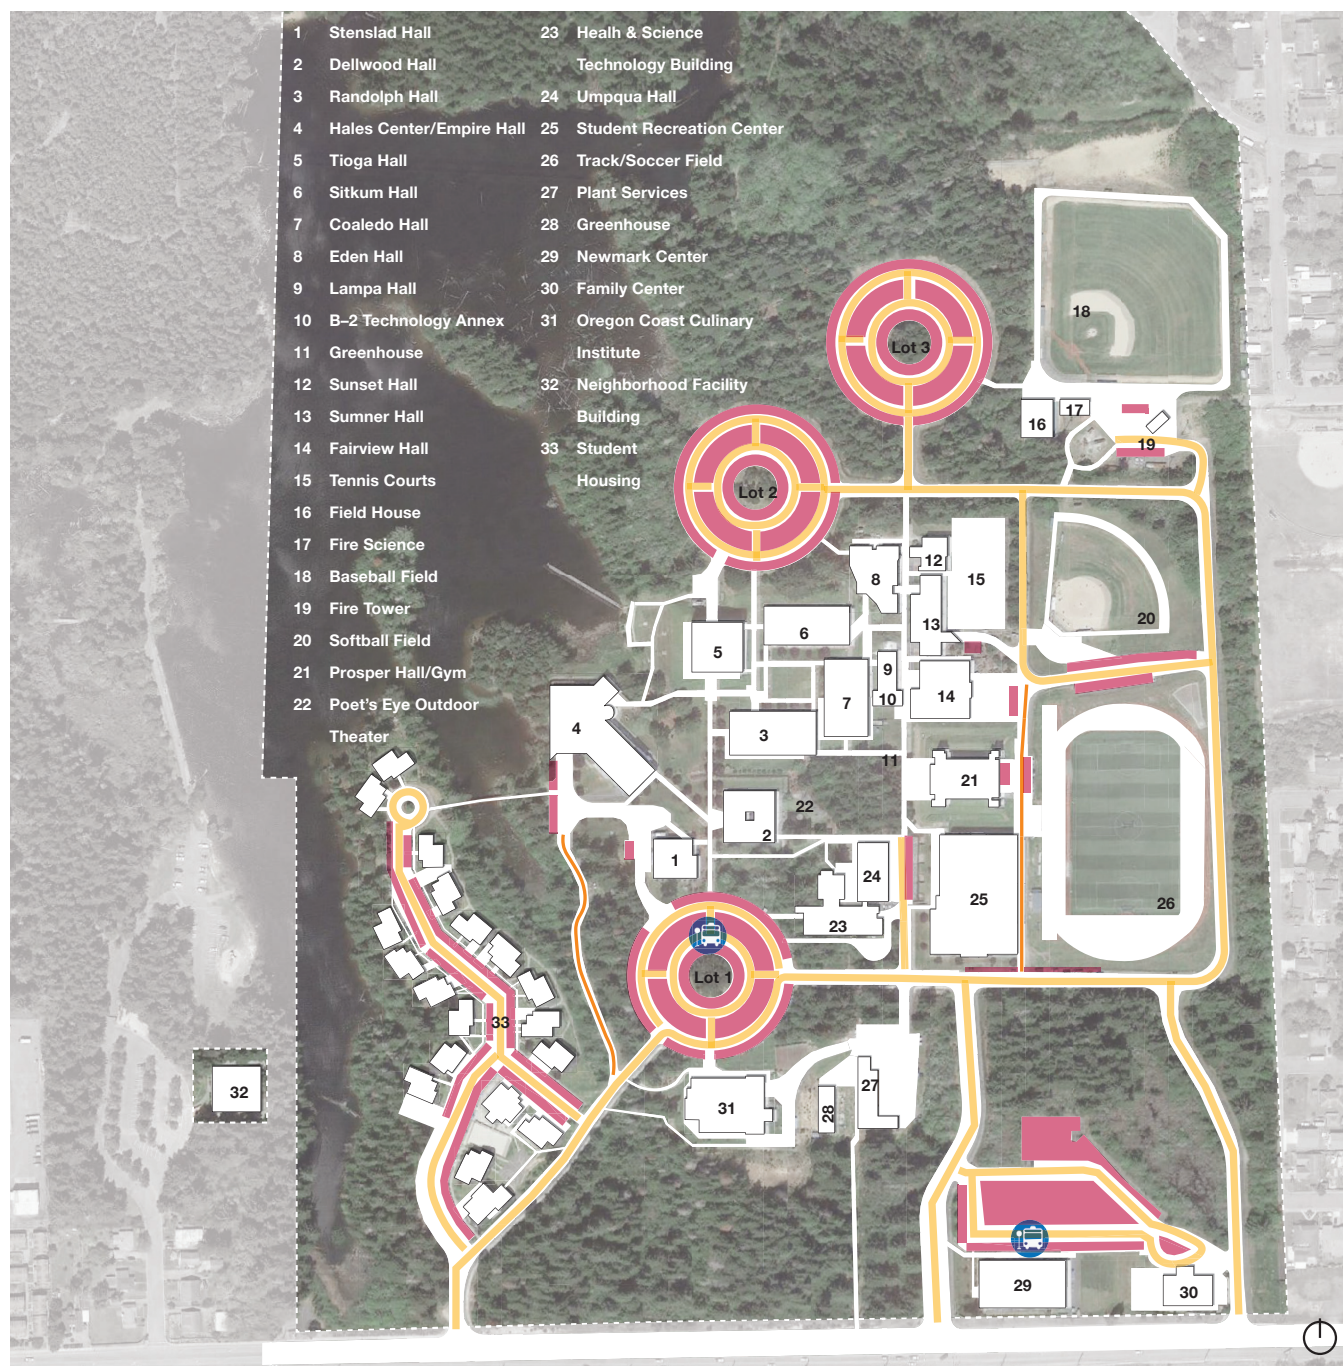 1 Stenslad Hall
2 Dellwood Hall
3 Randolph Hall
4 Hales Center/Empire Hall
5 Tioga Hall
6 Sitkum Hall
7 Coaledo Hall
8 Eden Hall
9 Lampa Hall
10 B–2 Technology Annex
11 Greenhouse
12 Sunset Hall
13 Sumner Hall
14 Fairview Hall
15 Tennis Courts
16 Field House
17 Fire Science
18 Baseball Field
19 Fire Tower
20 Softball Field
21 Prosper Hall/Gym
22 Poet's Eye Outdoor
Theater
23 Healh & Science
Technology Building
24 Umpqua Hall
25 Student Recreation Center
26 Track/Soccer Field
27 Plant Services
28 Greenhouse
29 Newmark Center
30 Family Center
31 Oregon Coast Culinary
Institute
32 Neighborhood Facility
Building
33 Student
Housing
18
Lot 3
17
16
19
Lot 2
12
8
15
20
13
6
5
9
14
10
7
4
3
11
21
22
2
1
24
25
26
23
Lot 1
33
27
32
31
28
29
30